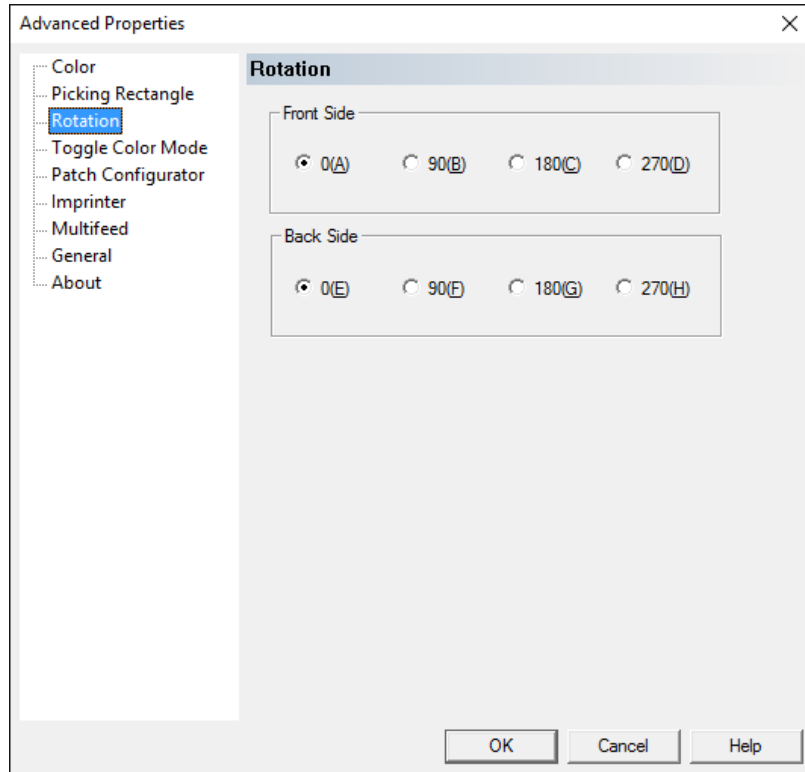 Advanced Properties
Color
Picking Rectangle
Rotation
Toggle Color Mode
Patch Configurator
Imprinter
Multifeed
General
About
Rotation
Front Side
0(A) 90(B) 180(C) 270(D)
Back Side
0(E) 90(F) 180(G) 270(H)
OK Cancel Help